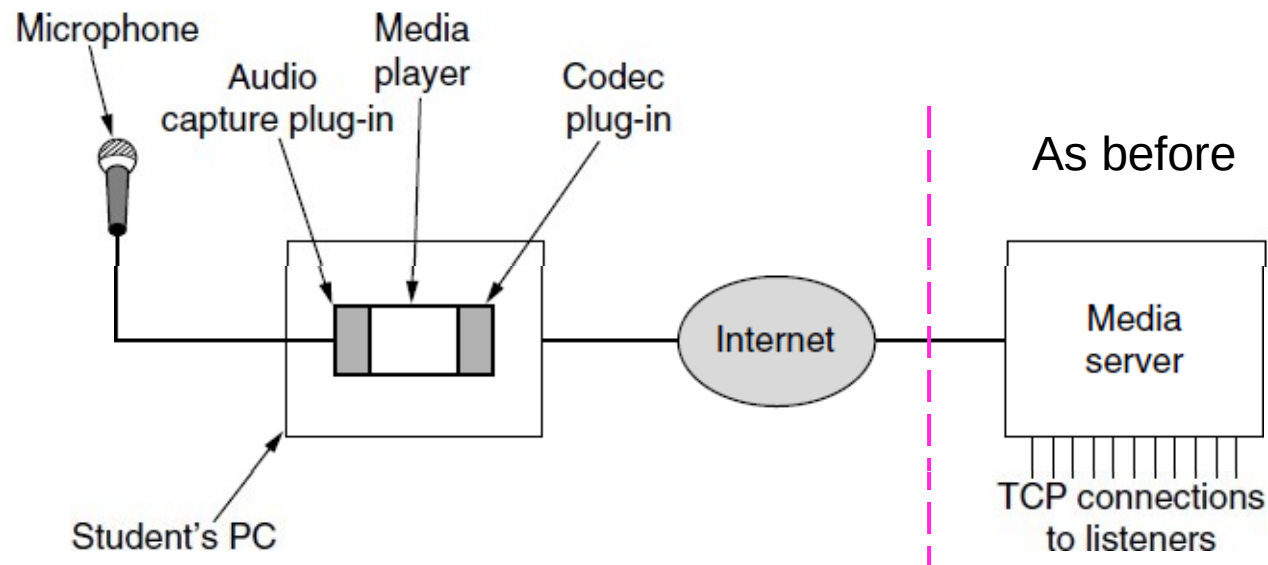 Microphone
Media
player
Audio
capture plug-in
Codec
plug-in
As before
Internet
Media
server
TCP connections
to listeners
Student's PC